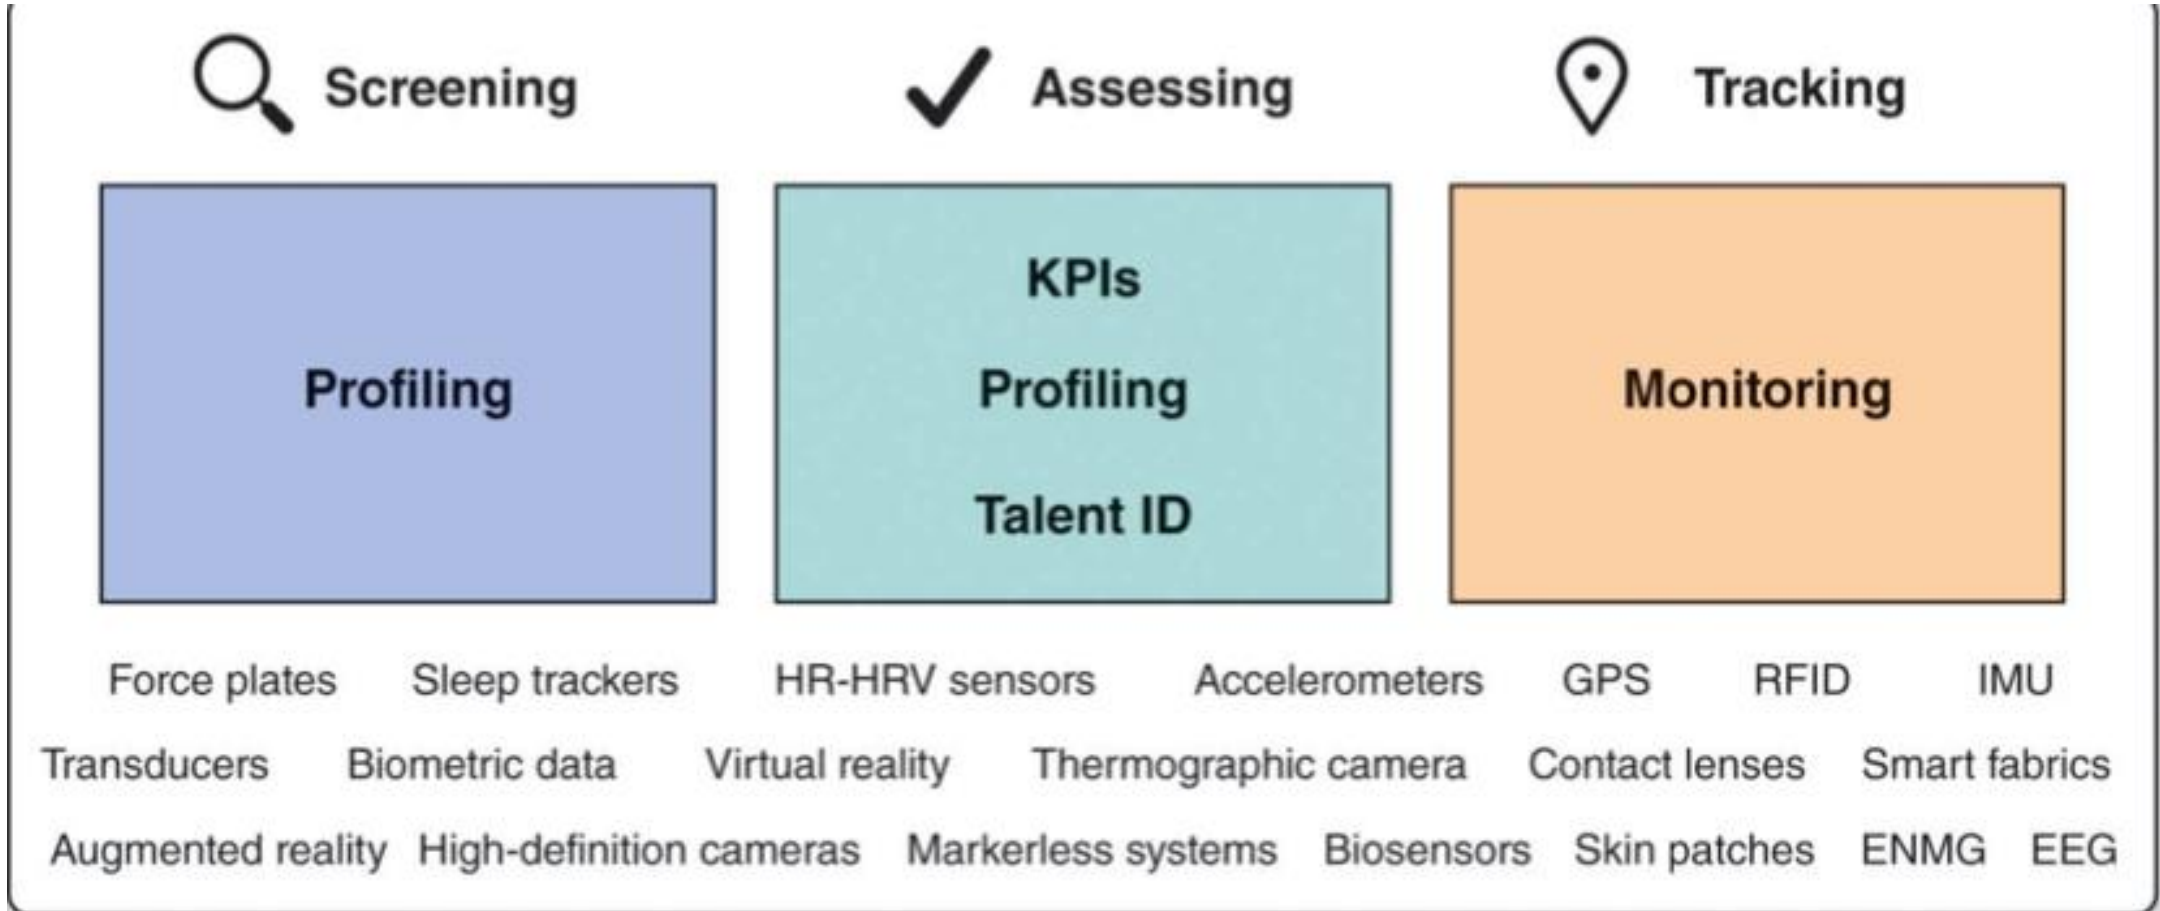 Screening Assessing Tracking
KPIs
Profiling Profiling Monitoring
Talent ID
Force plates Sleep trackers HR-HRV sensors Accelerometers GPS RFID IMU
Transducers Biometric data Virtual reality Thermographic camera Contact lenses Smart fabrics
Augmented reality High-definition cameras Markerless systems Biosensors Skin patches ENMG EEG